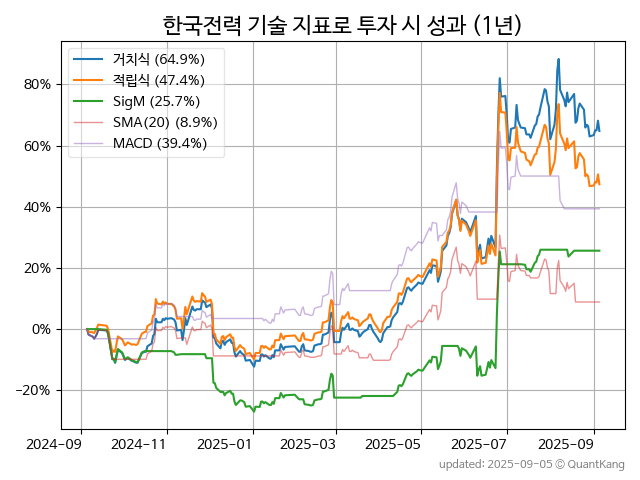 한국전력 기술 지표로 투자 시 성과 (1년)
거치식 (64.9%)
적립식 (47.4%)
SigM (25.7%)
SMA(20) (8.9%)
MACD (39.4%)
80%
60%
40%
20%
0%
−20%
2024-09 2024-11 2025-01 2025-03 2025-05 2025-07 2025-09
updated: 2025-09-05 © QuantKang